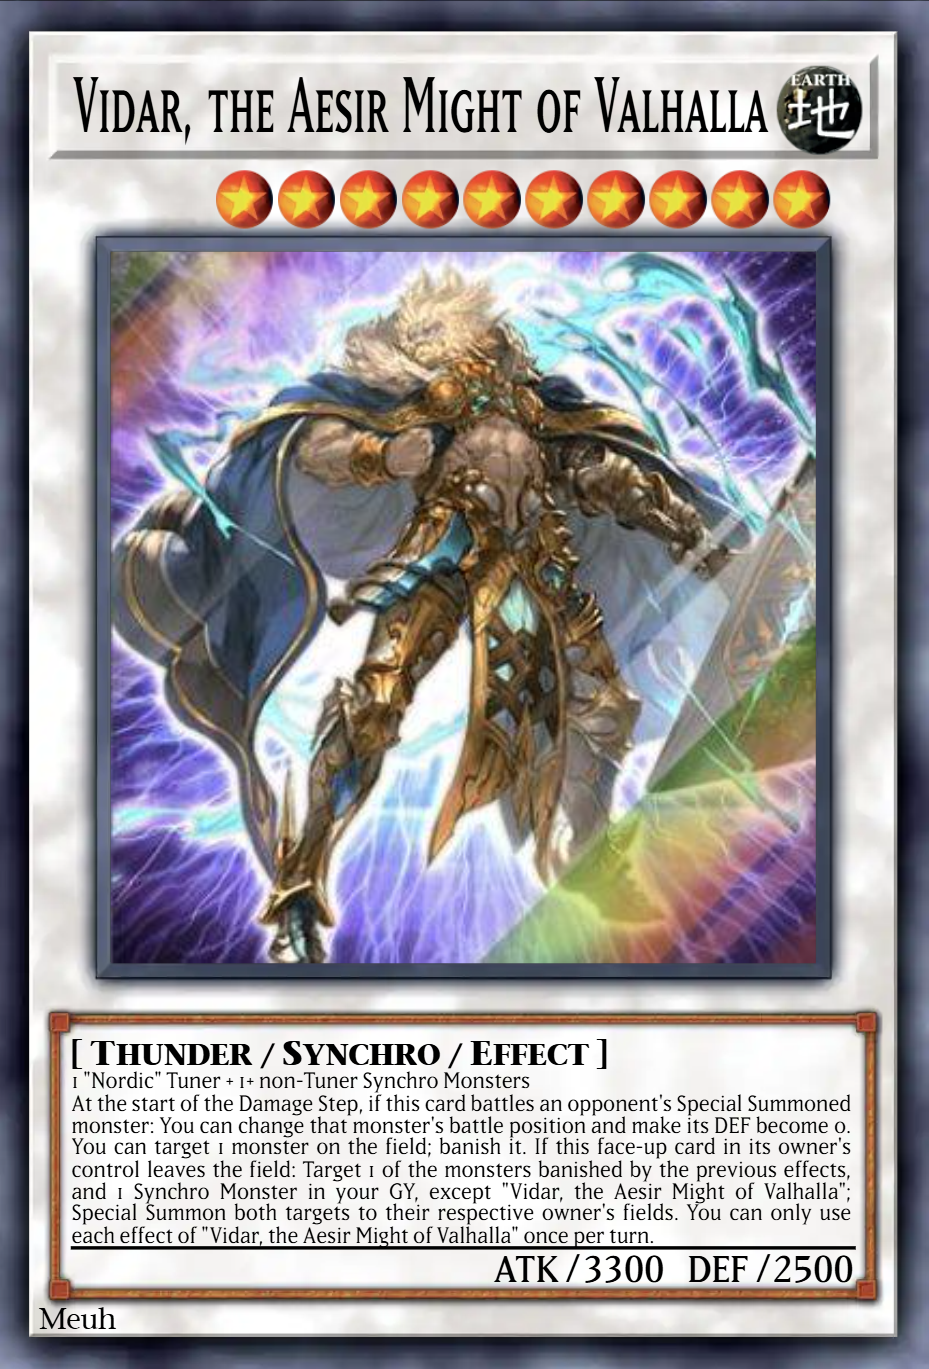 Vidar, the Aesir Might of Valhalla
EARTH
地
[ Thunder / Synchro / Effect ]
1 "Nordic" Tuner + 1+ non-Tuner Synchro Monsters
At the start of the Damage Step, if this card battles an opponent's Special Summoned
monster: You can change that monster's battle position and make its DEF become 0.
You can target 1 monster on the field; banish it. If this face-up card in its owner's
control leaves the field: Target 1 of the monsters banished by the previous effects,
and 1 Synchro Monster in your GY, except "Vidar, the Aesir Might of Valhalla";
Special Summon both targets to their respective owner's fields. You can only use
each effect of "Vidar, the Aesir Might of Valhalla" once per turn.
ATK/3300 DEF/2500
Meuh